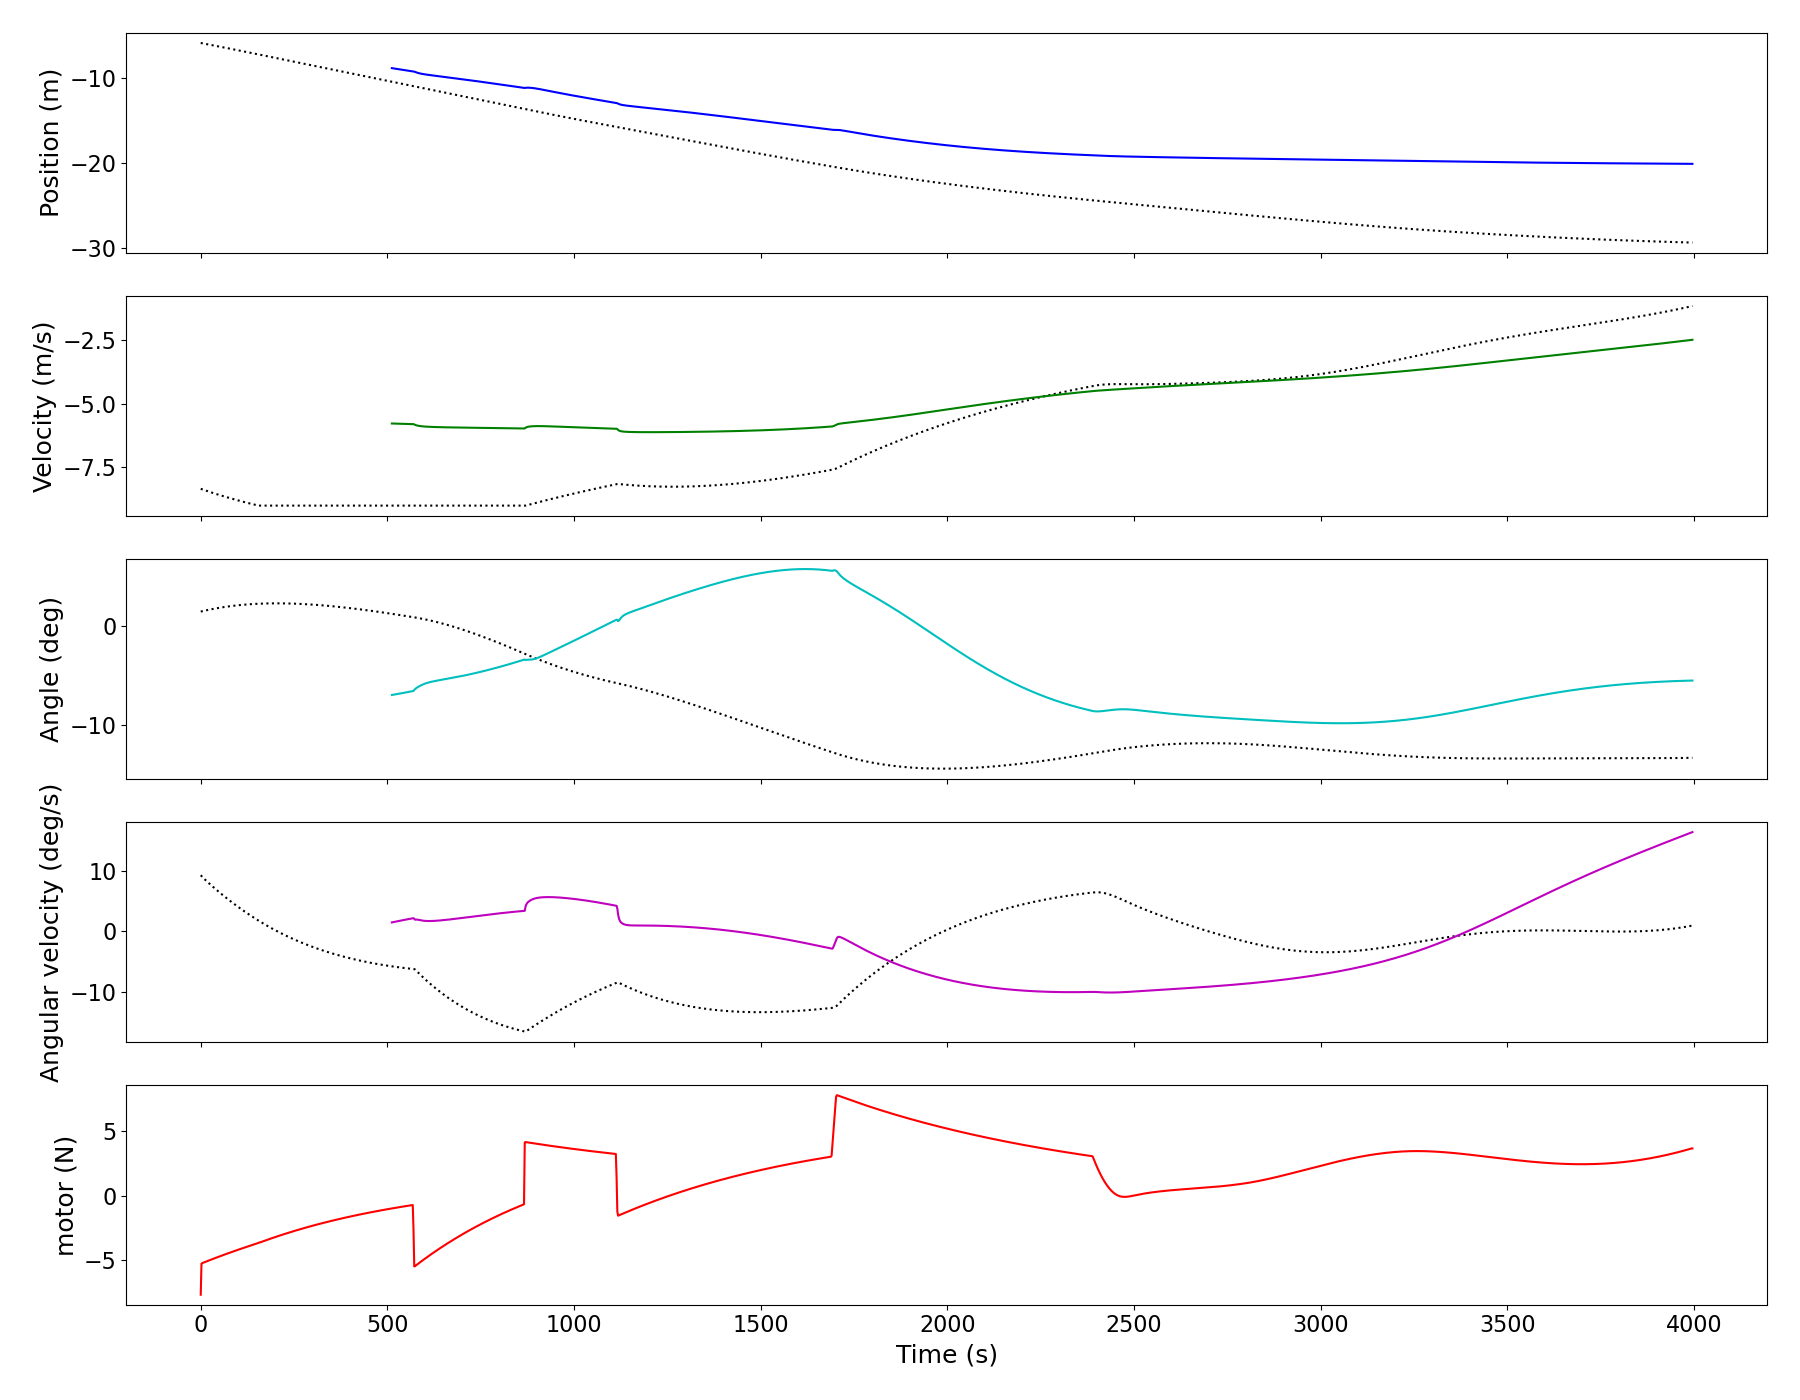 Position (m)
−10
−20
−30
Velocity (m/s)
−2.5
−5.0
−7.5
Angle (deg)
0
−10
Angular velocity (deg/s)
10
0
−10
motor (N)
5
0
−5
0 500 1000 1500 2000 2500 3000 3500 4000
Time (s)